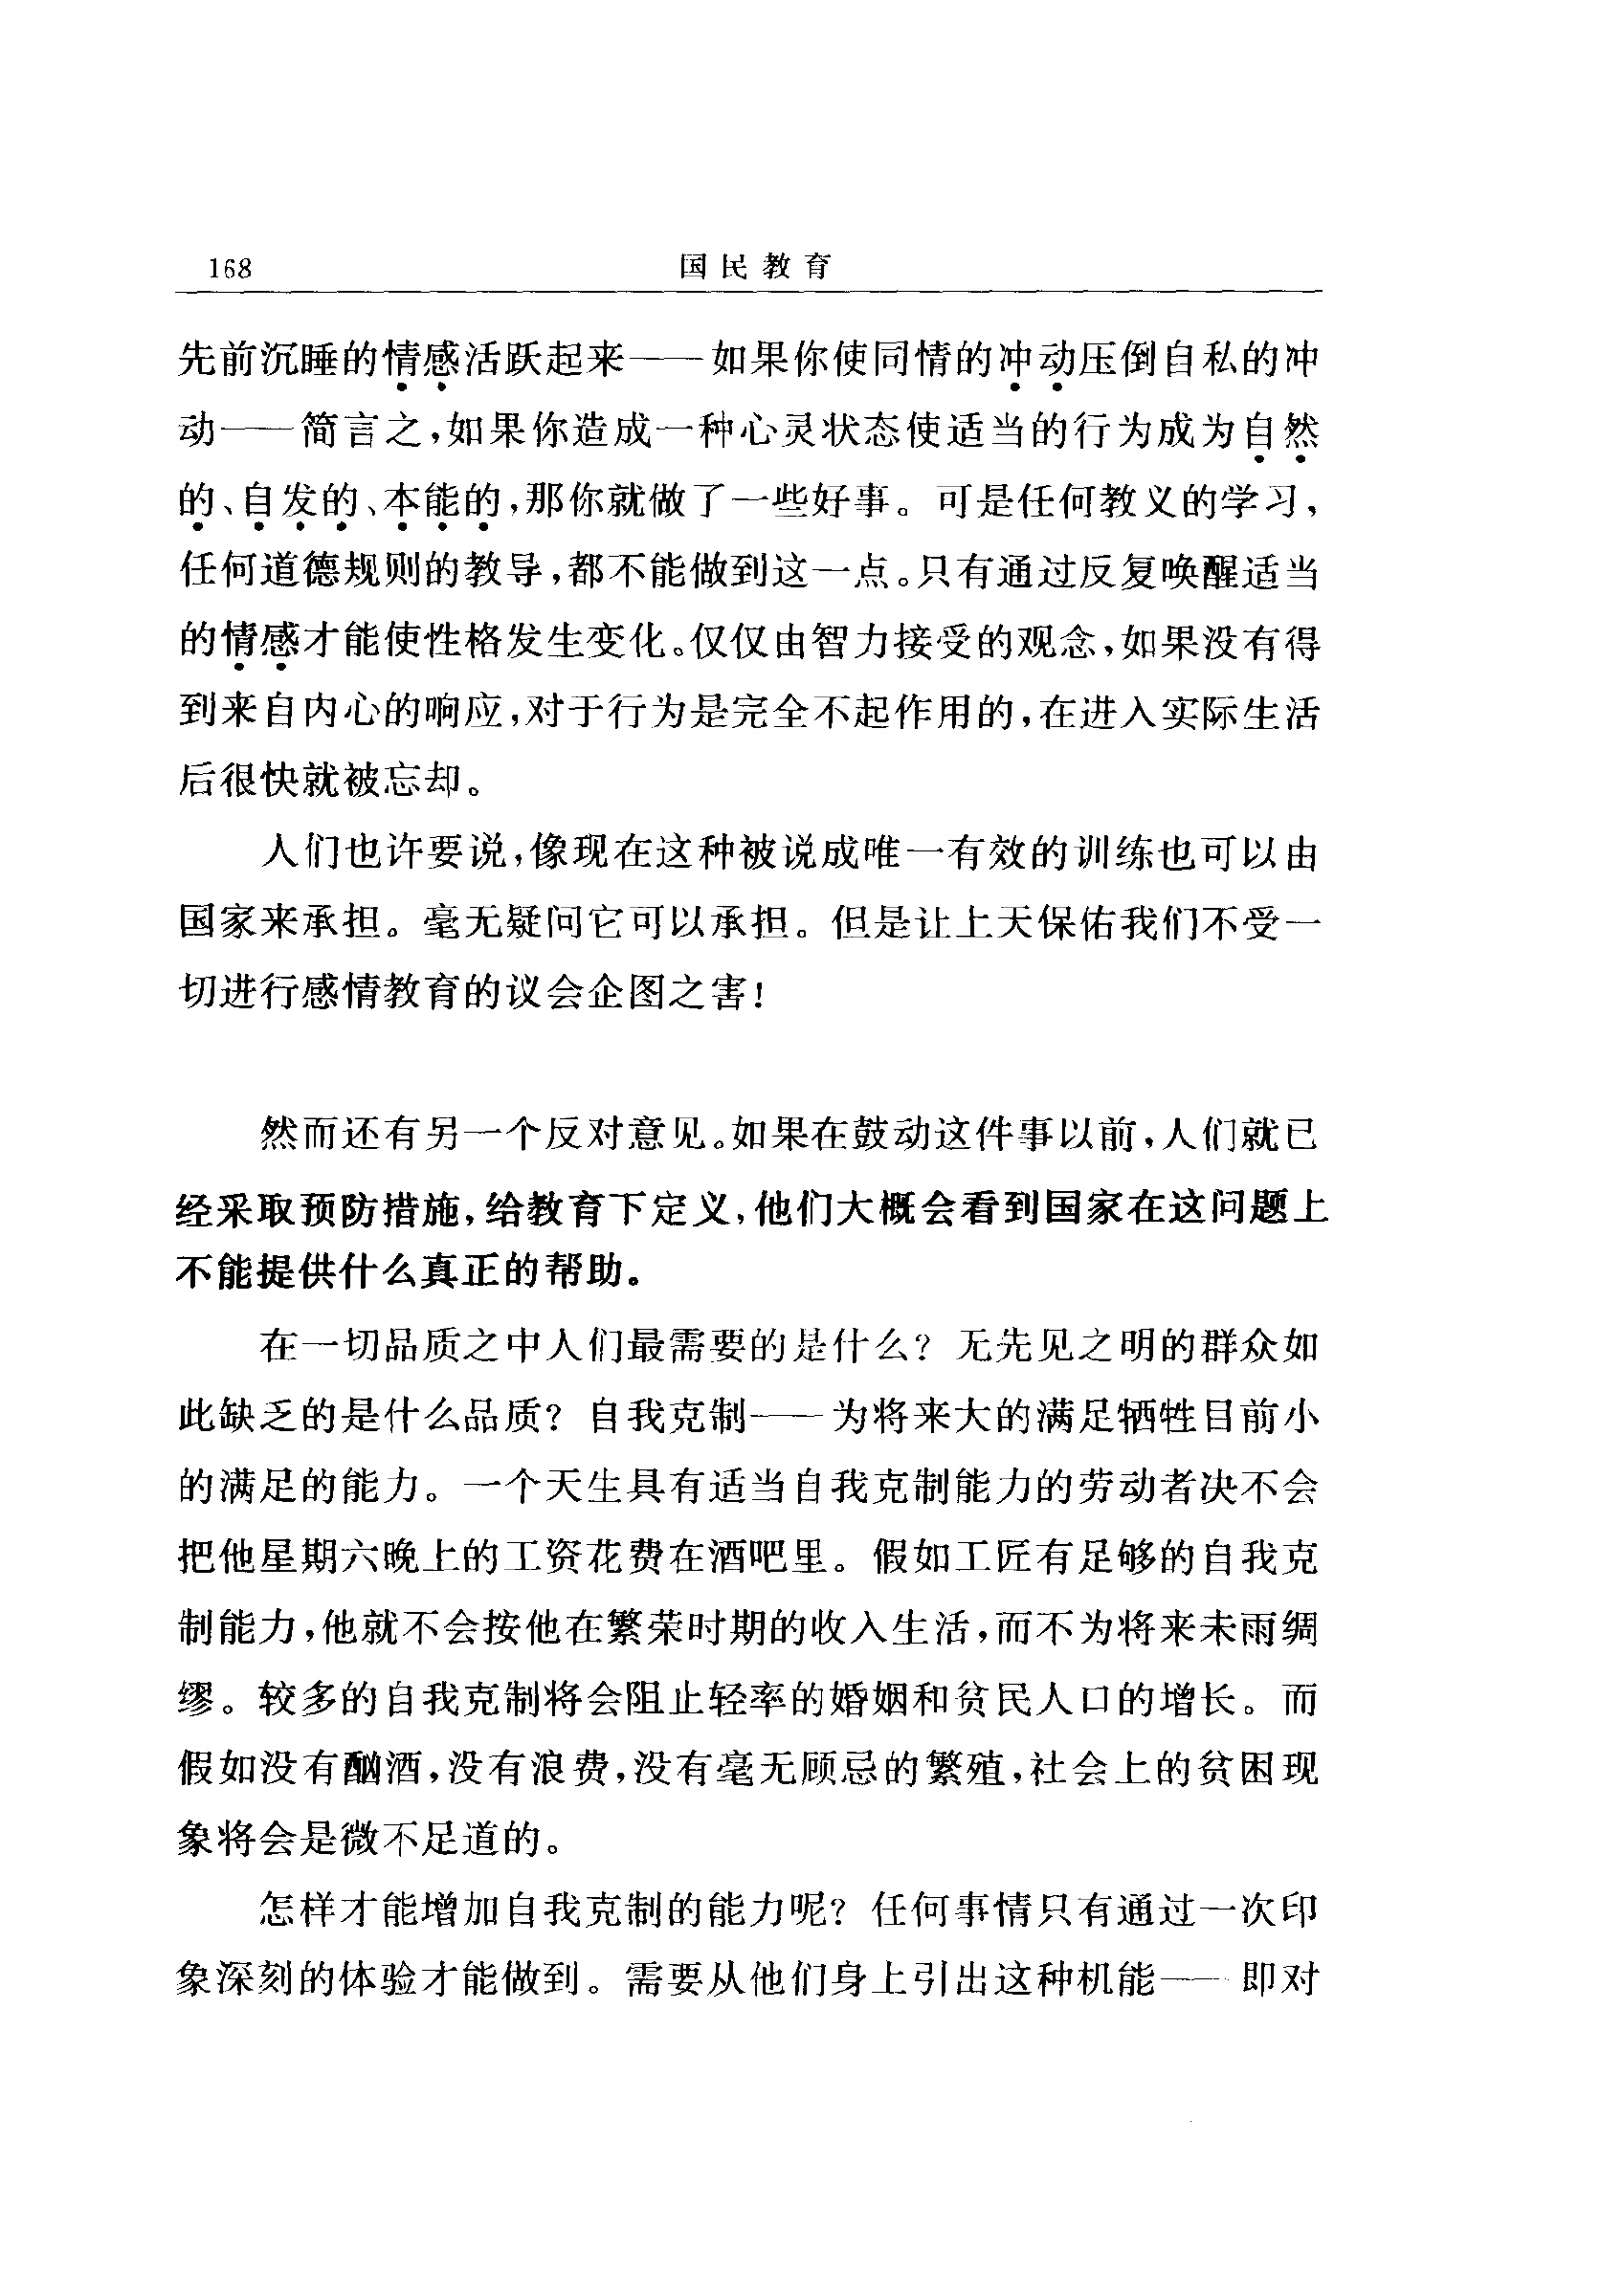 168 国民教育
先前沉睡的情感活跃起来——如果你使同情的冲动压倒自私的冲
动——简言之,如果你造成一种心灵状态使适当的行为成为自然
的、自发的、本能的,那你就做了一些好事。可是任何教义的学习,
任何道德规则的教导,都不能做到这一点。只有通过反复唤醒适当
的情感才能使性格发生变化。仅仅由智力接受的观念,如果没有得
到来自内心的响应,对于行为是完全不起作用的,在进入实际生活
后很快就被忘却。
人们也许要说,像现在这种被说成唯一有效的训练也可以由
国家来承担。毫无疑问它可以承担。但是让上天保佑我们不受一
切进行感情教育的议会企图之害!
然而还有另一个反对意见。如果在鼓动这件事以前,人们就已
经采取预防措施,给教育下定义,他们大概会看到国家在这问题上
不能提供什么真正的帮助。
在一切品质之中人们最需要的是什么?无先见之明的群众如
此缺乏的是什么品质?自我克制——为将来大的满足牺牲目前小
的满足的能力。一个天生具有适当自我克制能力的劳动者决不会
把他星期六晚上的工资花费在酒吧里。假如工匠有足够的自我克
制能力,他就不会按他在繁荣时期的收入生活,而不为将来未雨绸
缪。较多的自我克制将会阻止轻率的婚姻和贫民人口的增长。而
假如没有酗酒,没有浪费,没有毫无顾忌的繁殖,社会上的贫困现
象将会是微不足道的。
怎样才能增加自我克制的能力呢?任何事情只有通过一次印
象深刻的体验才能做到。需要从他们身上引出这种机能——即对